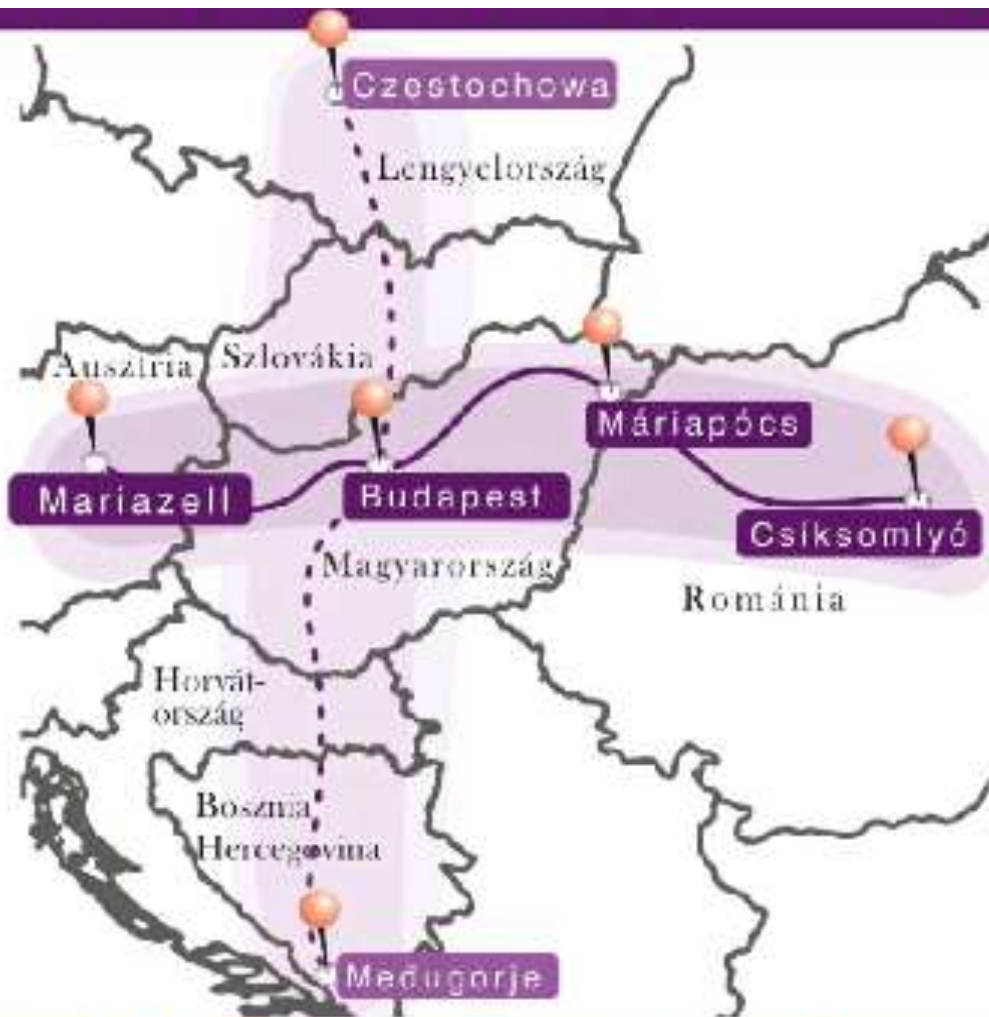 Czestochowa
Lengyelország
Ausztria
Szlovákia
Máriapócs
Mariazell
Budapest
Csíksomlyó
Magyarország
Románia
Horvát-
ország
Bosznia
Hercegovina
Medugorje